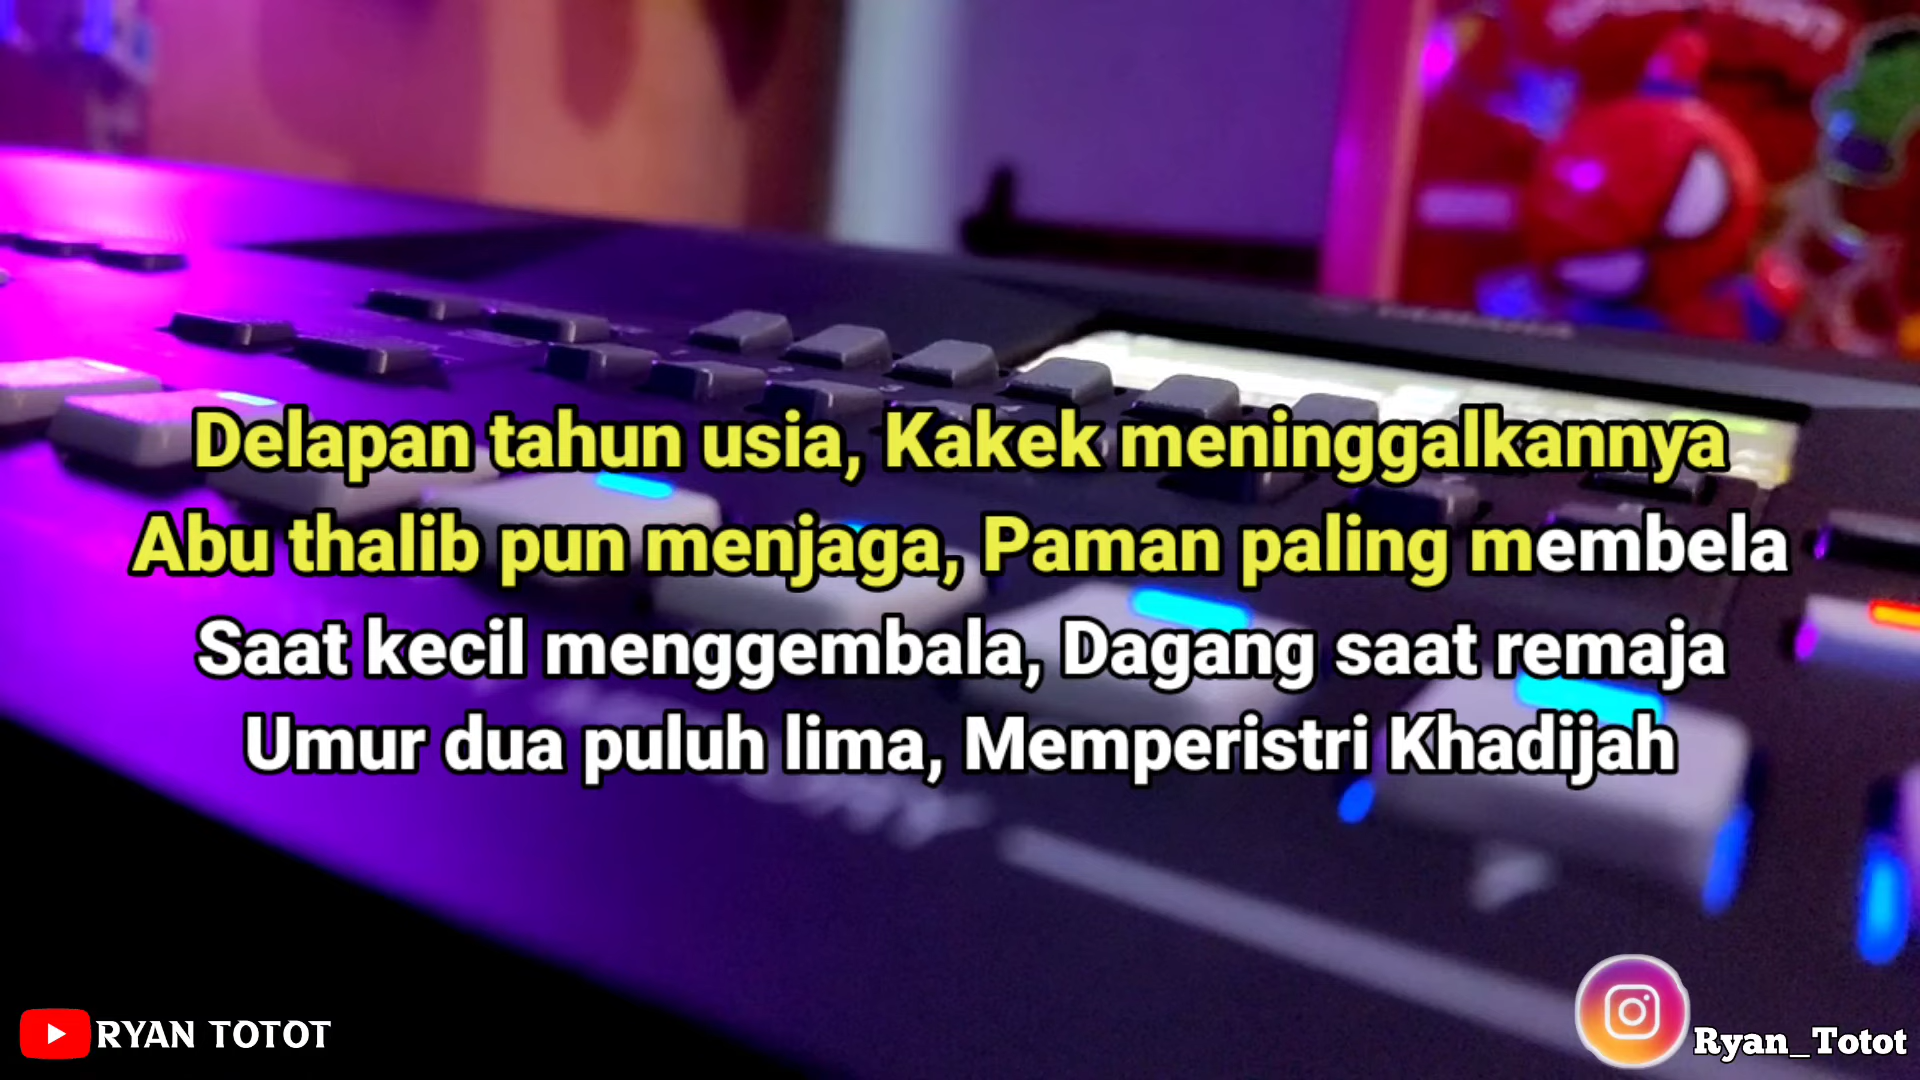 Delapan tahun usia, Kakek meninggalkannya
Abu thalib pun menjaga, Paman paling membela
Saat kecil menggembala, Dagang saat remaja
Umur dua puluh lima, Memperistri Khadijah
RYAN TOTOT
Ryan_Totot